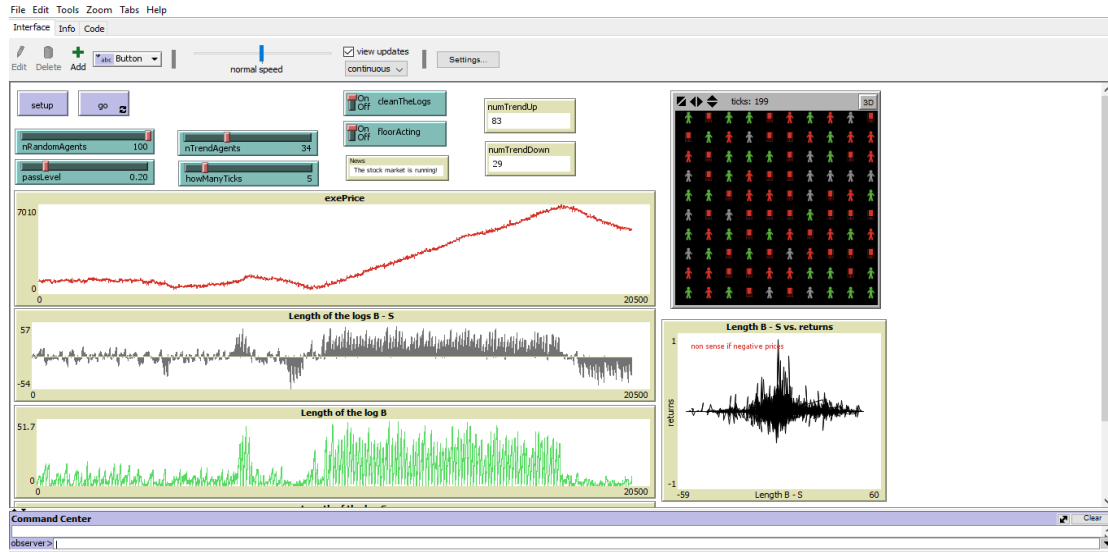 File Edit Tools Zoom Tabs Help
Interface Info Code
Edit Delete Add
abc Button
normal speed
view updates
continuous
Settings...
setup
go
On
Off
cleanTheLogs
On
Off
floorActing
numTrendUp
83
numTrendDown
29
nRandomAgents 100
nTrendAgents 34
passLevel 0.20
howManyTicks 5
News
The stock market is running!
ticks: 199
3D
exePrice
7010
0
0 20500
Length of the logs B - S
57
-54
0 20500
Length of the log B
51.7
0
0 20500
Length B - S vs. returns
1
non sense if negative prices
returns
-1
-59 Length B - S 60
Command Center
Clear
observer>